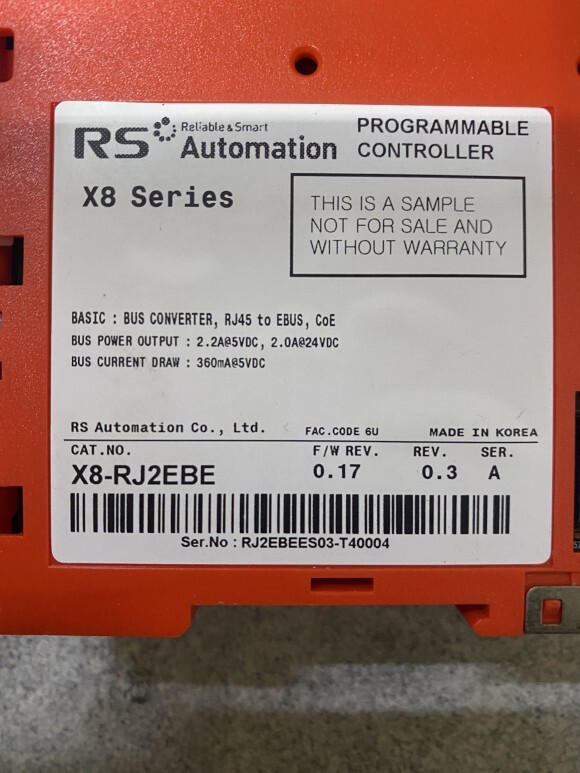 RS Reliable & Smart Automation
PROGRAMMABLE
CONTROLLER
X8 Series
THIS IS A SAMPLE
NOT FOR SALE AND
WITHOUT WARRANTY
BASIC : BUS CONVERTER, RJ45 to EBUS, CoE
BUS POWER OUTPUT : 2.2A@5VDC, 2.0A@24VDC
BUS CURRENT DRAW : 360mA@5VDC
RS Automation Co., Ltd. FAC.CODE 6U MADE IN KOREA
CAT.NO. F/W REV. REV. SER.
X8-RJ2EBE 0.17 0.3 A
Ser.No : RJ2EBEES03-T40004